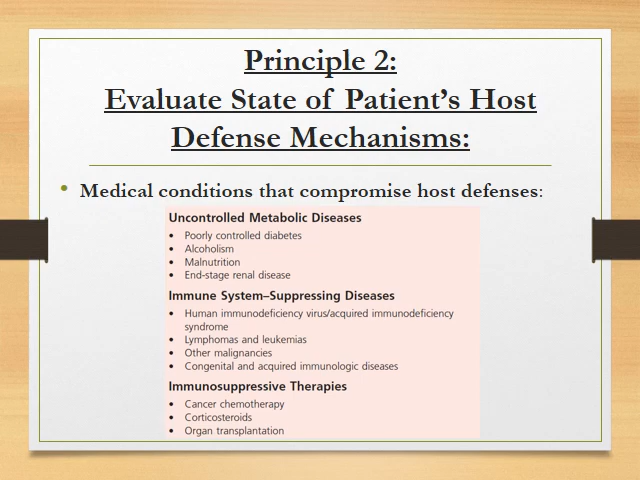 Principle 2:
Evaluate State of Patient's Host
Defense Mechanisms:
• Medical conditions that compromise host defenses:
Uncontrolled Metabolic Diseases
• Poorly controlled diabetes
• Alcoholism
• Malnutrition
• End-stage renal disease
Immune System–Suppressing Diseases
• Human immunodeficiency virus/acquired immunodeficiency
syndrome
• Lymphomas and leukemias
• Other malignancies
• Congenital and acquired immunologic diseases
Immunosuppressive Therapies
• Cancer chemotherapy
• Corticosteroids
• Organ transplantation